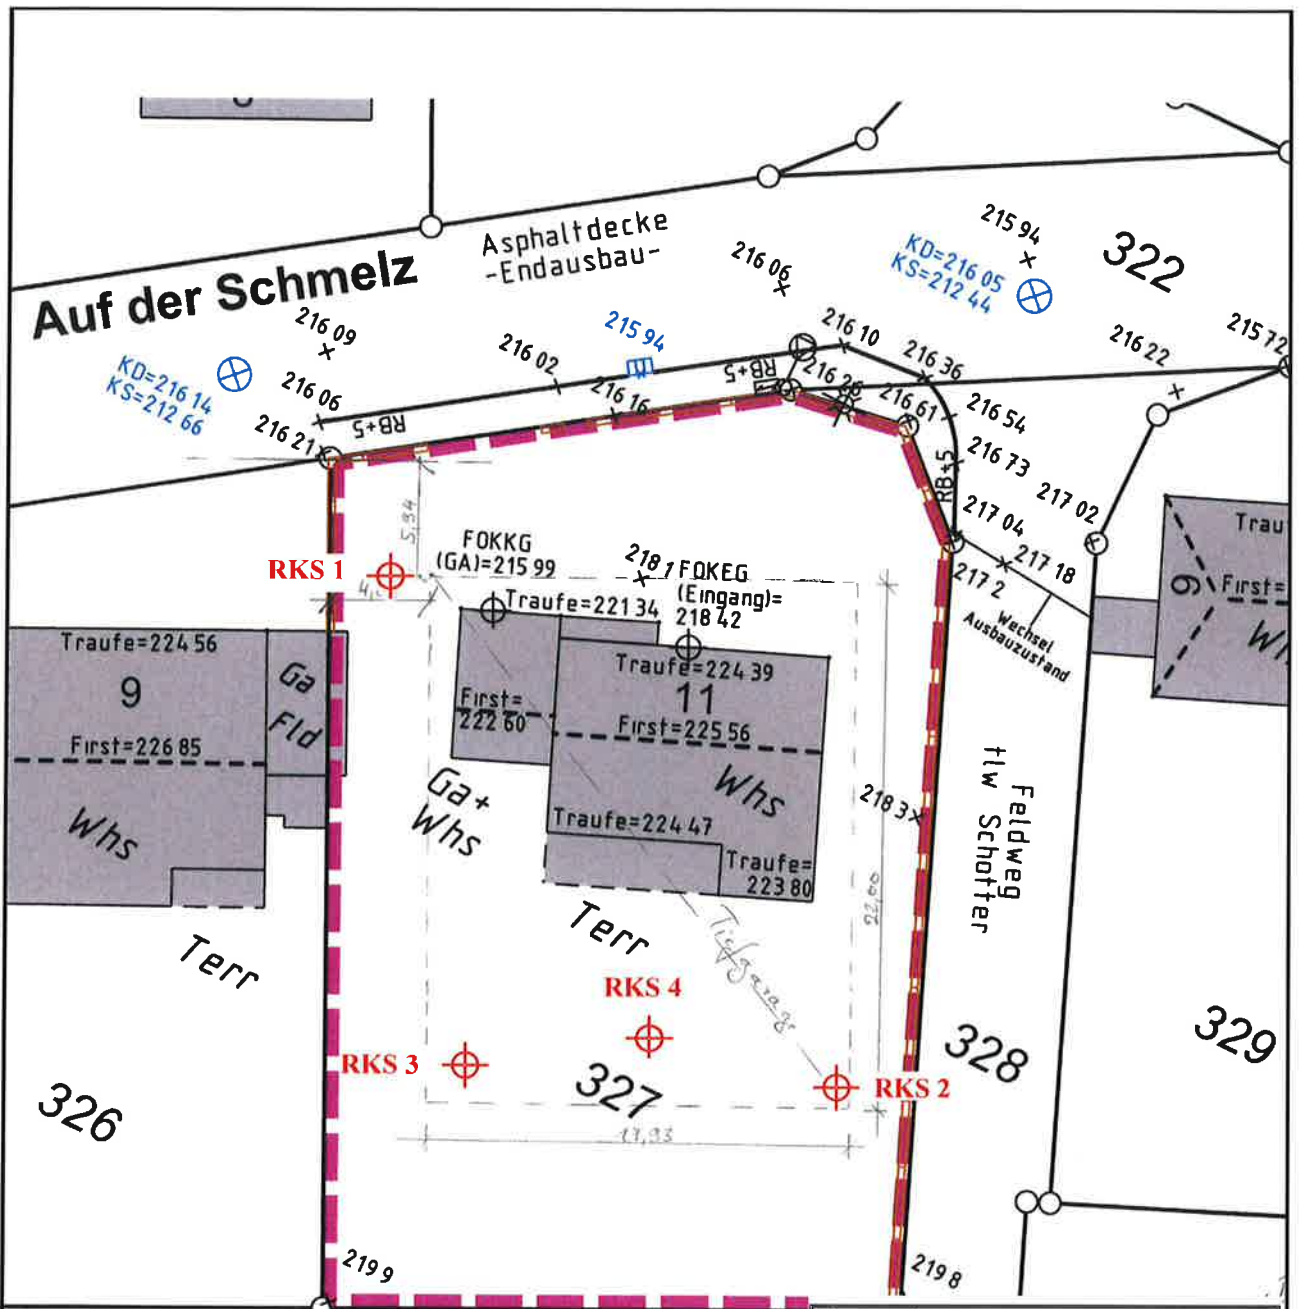 215 94
322
Asphaltdecke
-Endausbau-
216 06
KD=216 05
KS=212 44
Auf der Schmelz
216 09
215 94
216 10
216 22
215 72
216 02
216 36
KD=216 14
KS=212 66
RB+5
216 26
216 06
216 16
216 61
216 54
RB+5
216 21
216 73
RB+5
217 02
5,94
217 04
Trau
FOKKG
(GA)=215 99
218,1
FOKEG
(Eingang)=
218 42
217 18
217 2
RKS 1
Wechsel
Ausbauzustand
9
First=
Traufe=221 34
Traufe=224 56
Ga
Fld
Traufe=224 39
Wh
9
11
First=
222 60
First=225 56
First=226 85
Ga+
Whs
Whs
Whs
218 3
Feldweg
tlw Schotter
Traufe=224 47
Traufe=
223 80
22,00
Terr
Terr
Tiefgarage
RKS 4
RKS 3
RKS 2
326
327
328
329
17,93
219 9
219 8